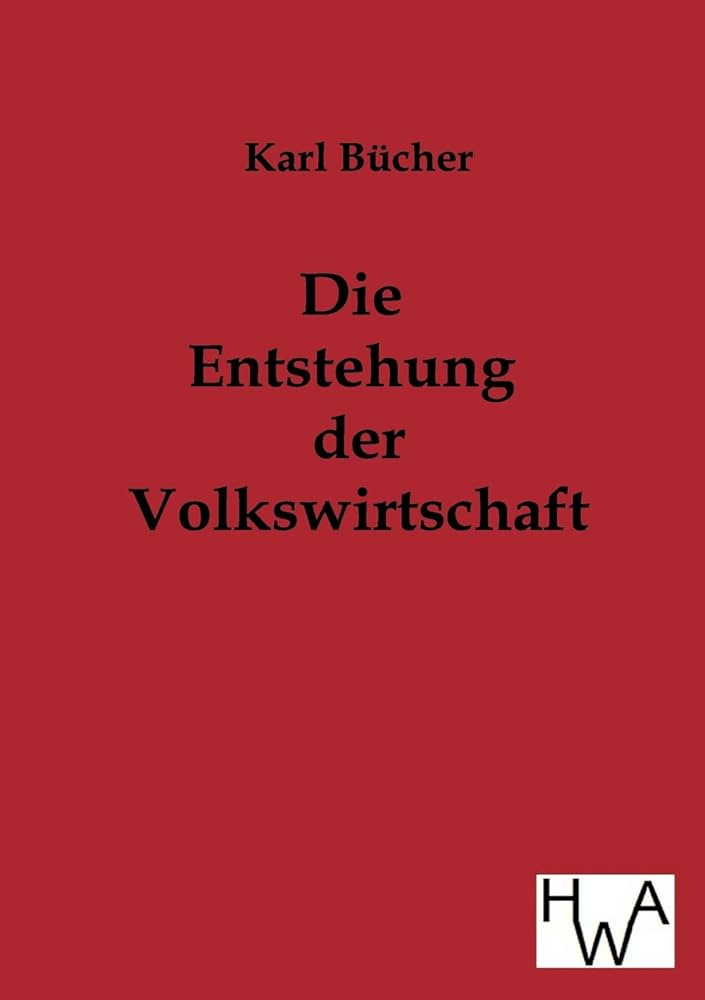 Karl Bücher
Die
Entstehung
der
Volkswirtschaft
HWA